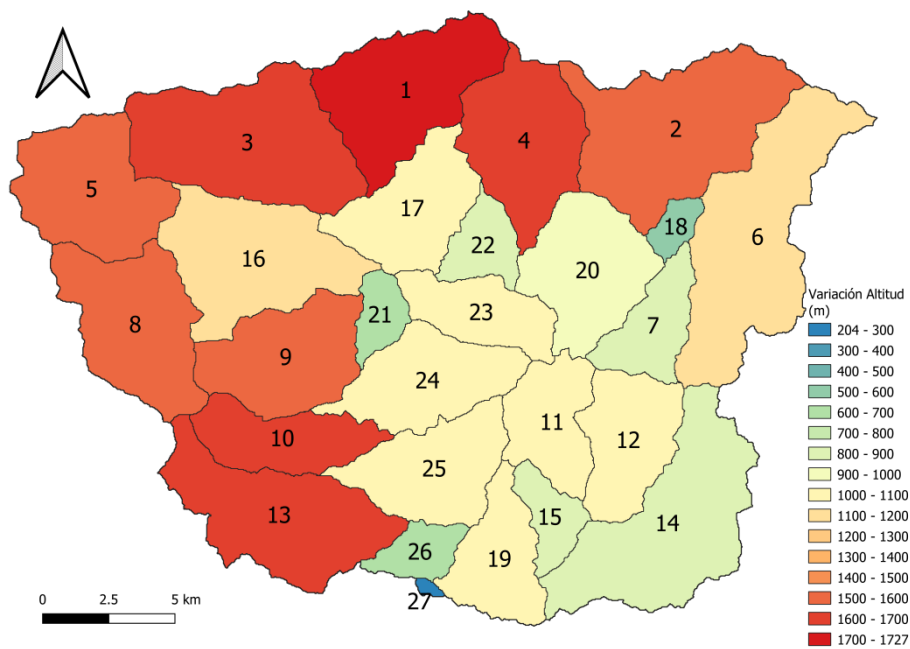 1
2
3
4
5
17
18
6
22
16
20
8
21
23
7
9
24
11
12
10
25
13
15
14
26
19
27
Variación Altitud
(m)
204 - 300
300 - 400
400 - 500
500 - 600
600 - 700
700 - 800
800 - 900
900 - 1000
1000 - 1100
1100 - 1200
1200 - 1300
1300 - 1400
1400 - 1500
1500 - 1600
1600 - 1700
1700 - 1727
0 2.5 5 km